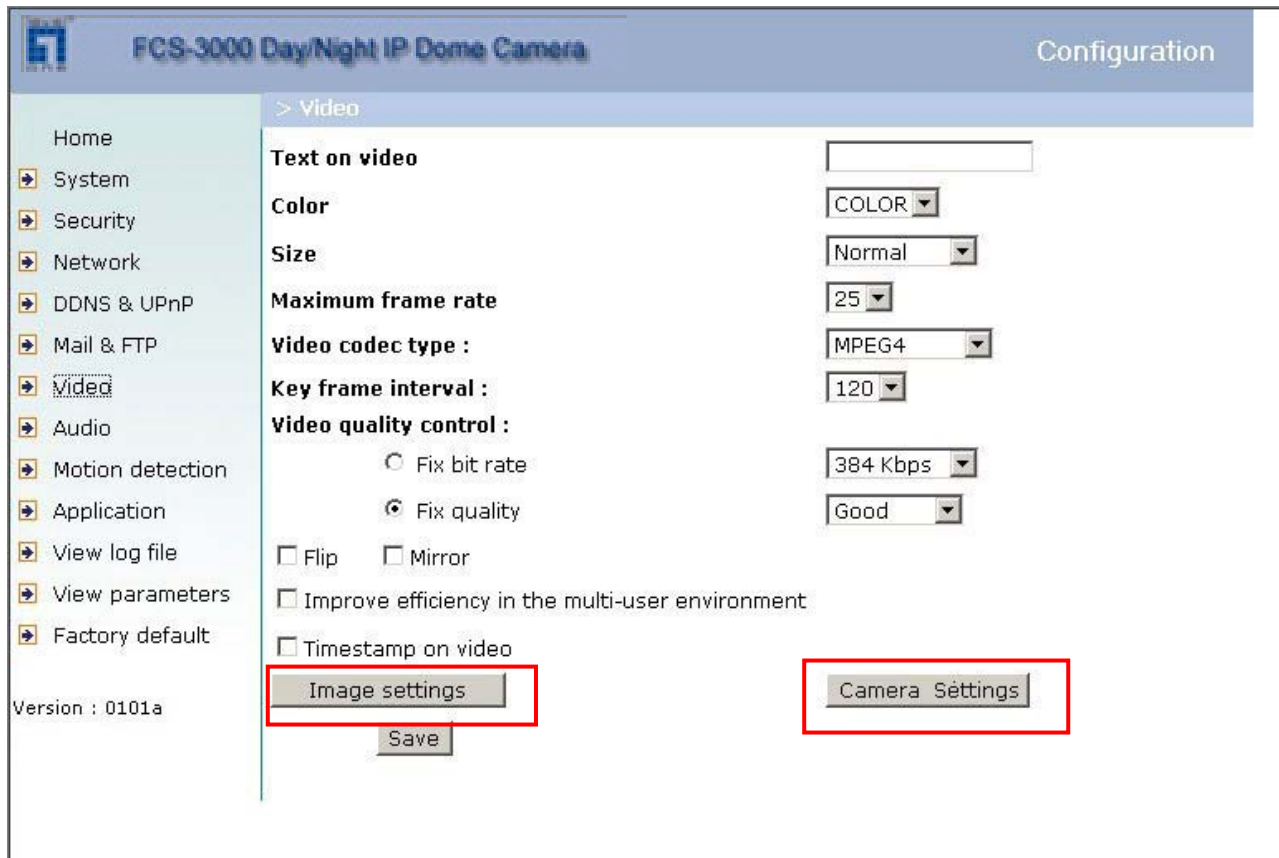 FCS-3000 Day/Night IP Dome Camera
Configuration
> Video
Home
System
Security
Network
DDNS & UPnP
Mail & FTP
Video
Audio
Motion detection
Application
View log file
View parameters
Factory default
Version : 0101a
Text on video
Color COLOR
Size Normal
Maximum frame rate 25
Video codec type : MPEG4
Key frame interval : 120
Video quality control :
Fix bit rate 384 Kbps
Fix quality Good
Flip Mirror
Improve efficiency in the multi-user environment
Timestamp on video
Image settings Camera Settings
Save